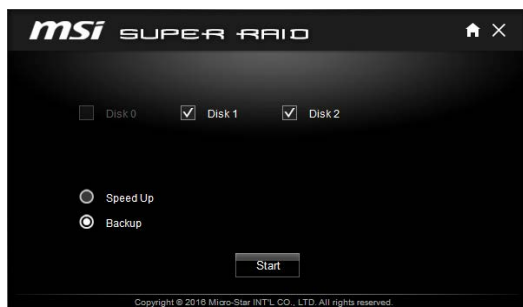 msi SUPER RAID
Disk 0 Disk 1 Disk 2
Speed Up
Backup
Start
Copyright © 2016 Micro-Star INT'L CO., LTD. All rights reserved.